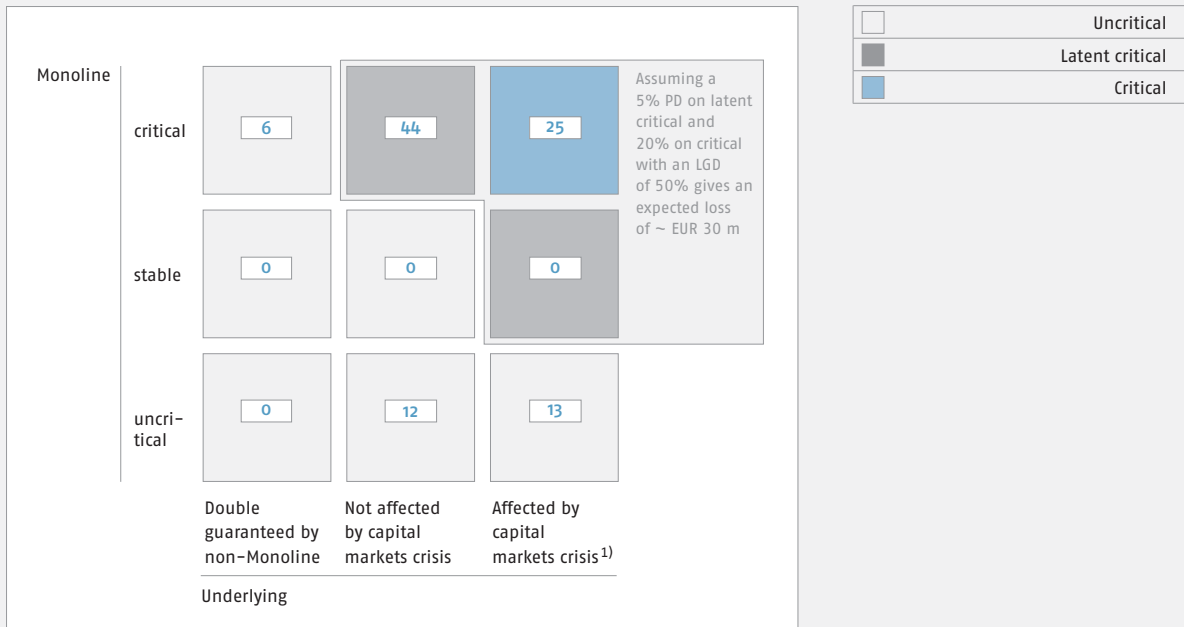 Uncritical
Latent critical
Critical
Monoline
critical
6
44
25
Assuming a
5% PD on latent
critical and
20% on critical
with an LGD
of 50% gives an
expected loss
of ~ EUR 30 m
stable
0
0
0
uncri-
tical
0
12
13
Double
guaranteed by
non-Monoline
Not affected
by capital
markets crisis
Affected by
capital
markets crisis 1)
Underlying